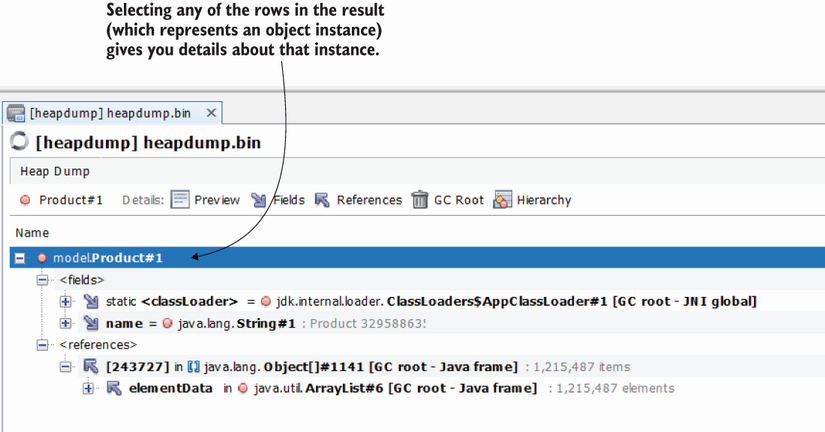 Selecting any of the rows in the result
(which represents an object instance)
gives you details about that instance.
[heapdump] heapdump.bin ×
[heapdump] heapdump.bin
Heap Dump
Product#1 Details: Preview Fields References GC Root Hierarchy
Name
model.Product#1
<fields>
static <classLoader> = jdk.internal.loader.ClassLoaders$AppClassLoader#1 [GC root - JNI global]
name = java.lang.String#1 : Product 32958863
<references>
[243727] in java.lang.Object[]#1141 [GC root - Java frame] : 1,215,487 items
elementData in java.util.ArrayList#6 [GC root - Java frame] : 1,215,487 elements